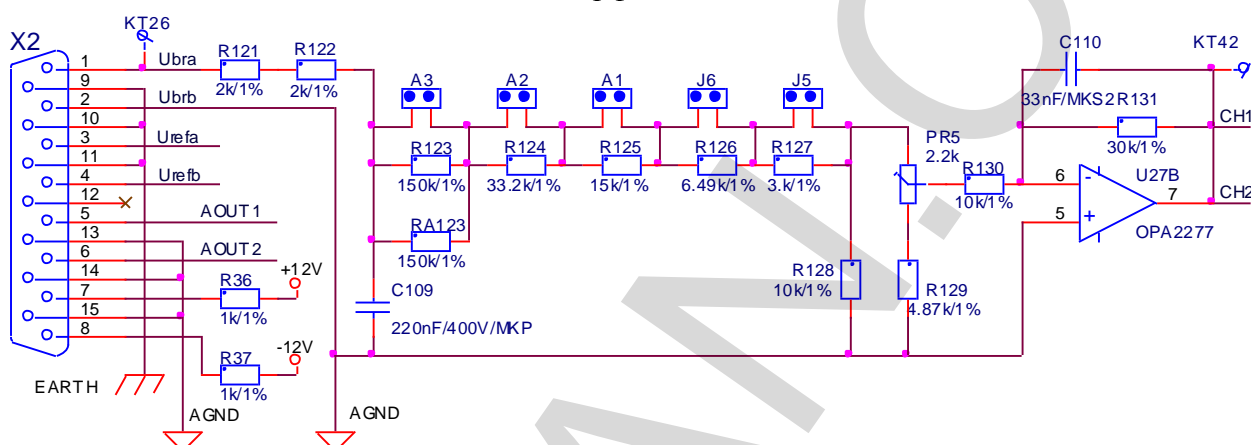 X2
KT26
1
9
2
10
3
11
4
12
5
13
6
14
7
15
8
Ubra
Ubrb
Urefa
Urefb
AOUT1
AOUT2
R121
2k/1%
R122
2k/1%
A3
A2
A1
J6
J5
R123
150k/1%
R124
33.2k/1%
R125
15k/1%
R126
6.49k/1%
R127
3.k/1%
RA123
150k/1%
C109
220nF/400V/MKP
R128
10k/1%
PR5
2.2k
R129
4.87k/1%
R130
10k/1%
C110
33nF/MKS2
R131
30k/1%
KT42
CH1
CH2
U27B
6
-
5
+
7
OPA2277
R36
1k/1%
+12V
R37
1k/1%
-12V
EARTH
AGND
AGND